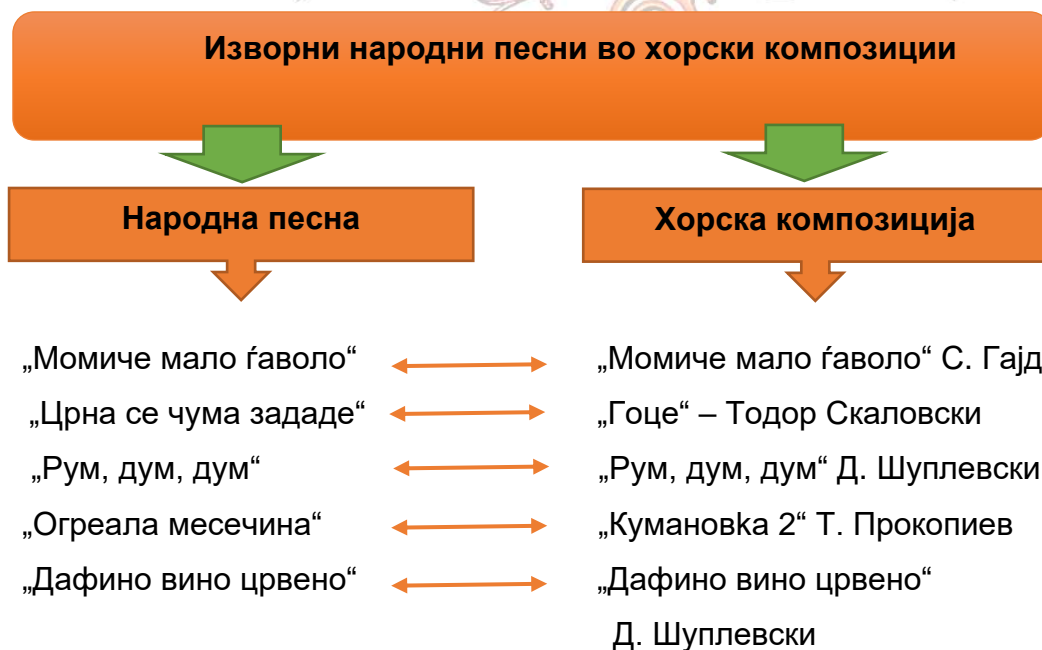 Изворни народни песни во хорски композиции
Народна песна
Хорска композиција
„Момиче мало ѓаволо“
„Момиче мало ѓаволо“ С. Гајд
„Црна се чума зададе“
„Гоце“ – Тодор Скаловски
„Рум, дум, дум“
„Рум, дум, дум“ Д. Шуплевски
„Огреала месечина“
„Кумановka 2“ Т. Прокопиев
„Дафино вино црвено“
„Дафино вино црвено“
Д. Шуплевски